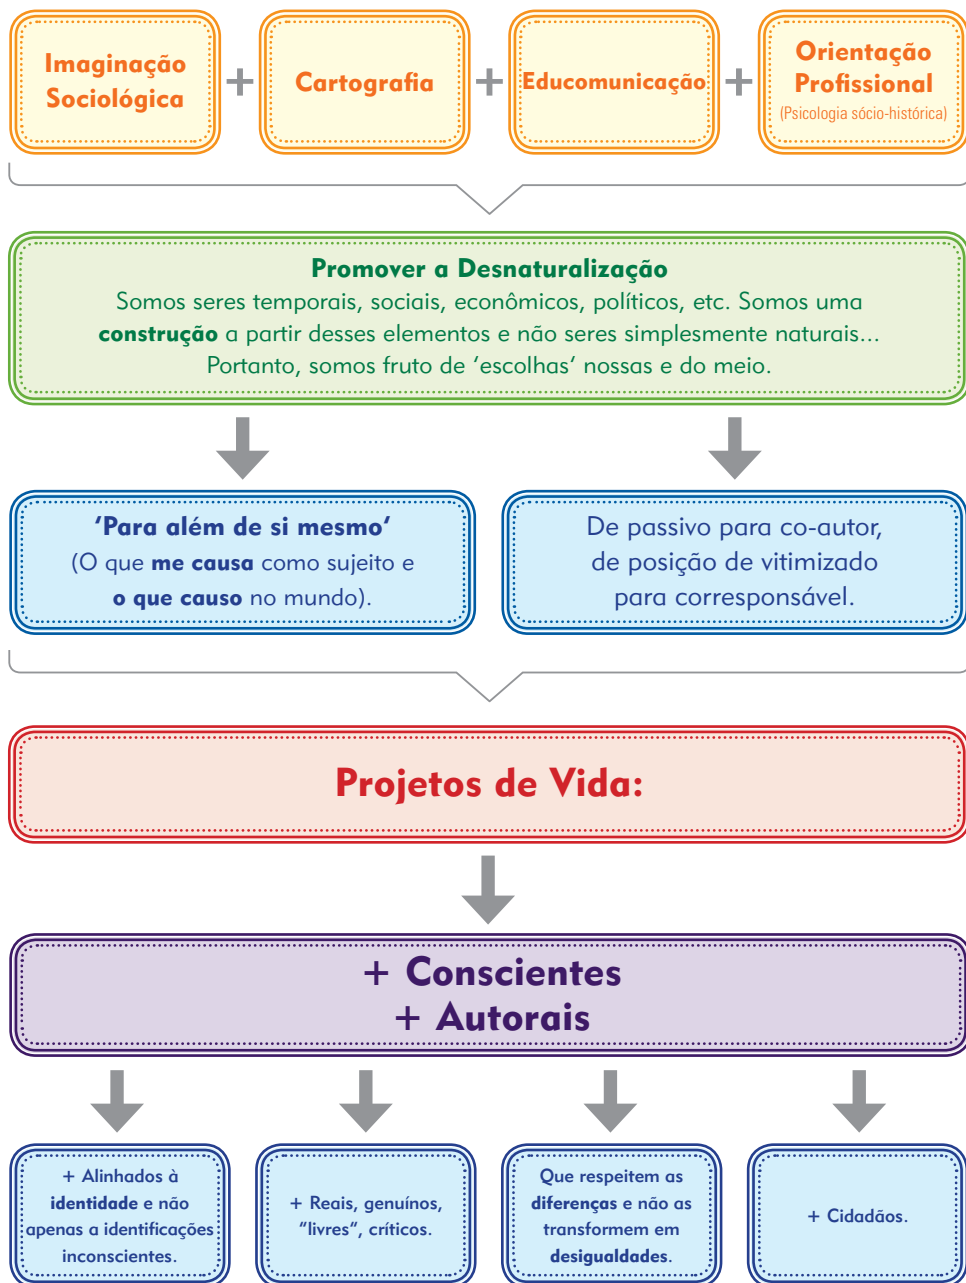 Imaginação
Sociológica
+
Cartografia
+
Educomunicação
+
Orientação
Profissional
(Psicologia sócio-histórica)
Promover a Desnaturalização
Somos seres temporais, sociais, econômicos, políticos, etc. Somos uma
construção a partir desses elementos e não seres simplesmente naturais...
Portanto, somos fruto de ‘escolhas‘ nossas e do meio.
‘Para além de si mesmo‘
(O que me causa como sujeito e
o que causo no mundo).
De passivo para co-autor,
de posição de vitimizado
para corresponsável.
Projetos de Vida:
+ Conscientes
+ Autorais
+ Alinhados à
identidade e não
apenas a identificações
inconscientes.
+ Reais, genuínos,
“livres“, críticos.
Que respeitem as
diferenças e não as
transformem em
desigualdades.
+ Cidadãos.